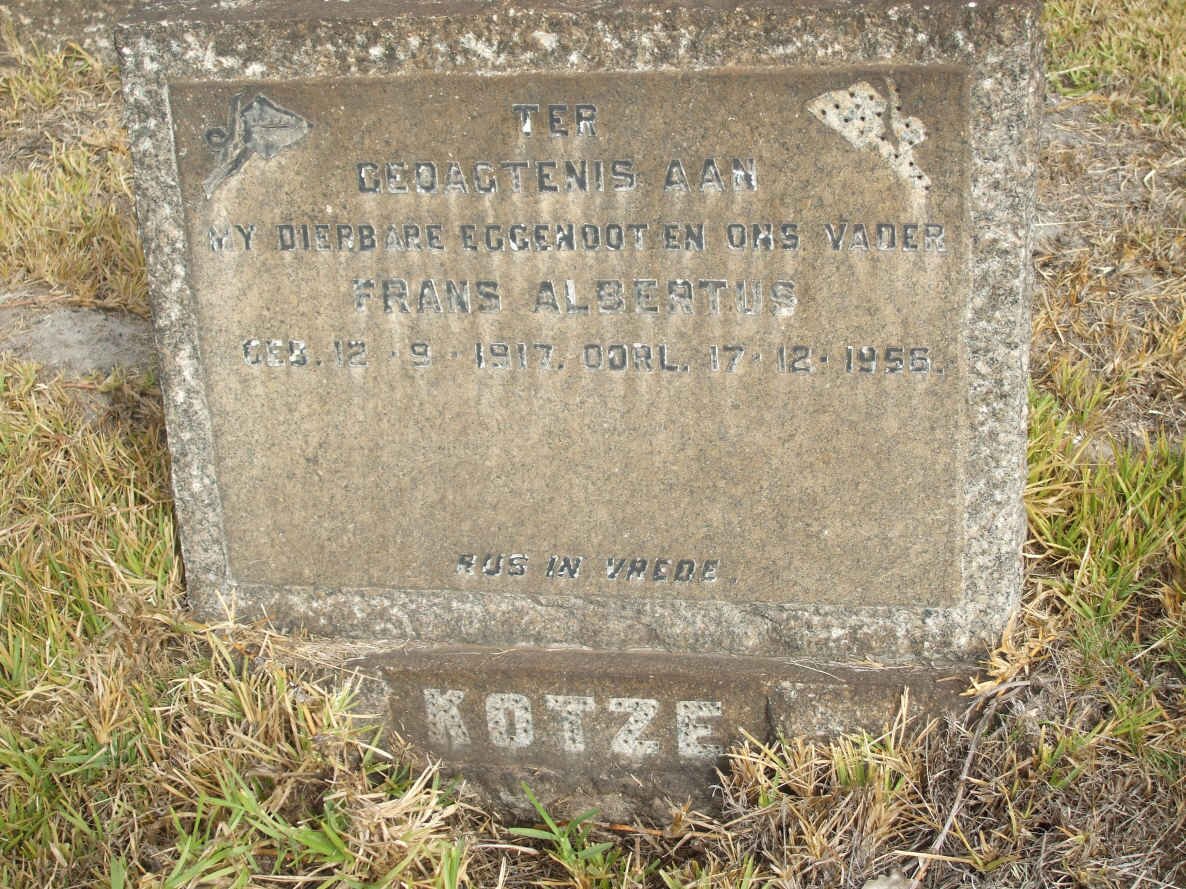 TER
GEDAGTENIS AAN
MY DIERBARE EGGENOOT EN ONS VADER
FRANS ALBERTUS
GEB. 12 · 9 · 1917. OORL. 17 · 12 · 1956.
RUS IN VREDE.
KOTZE